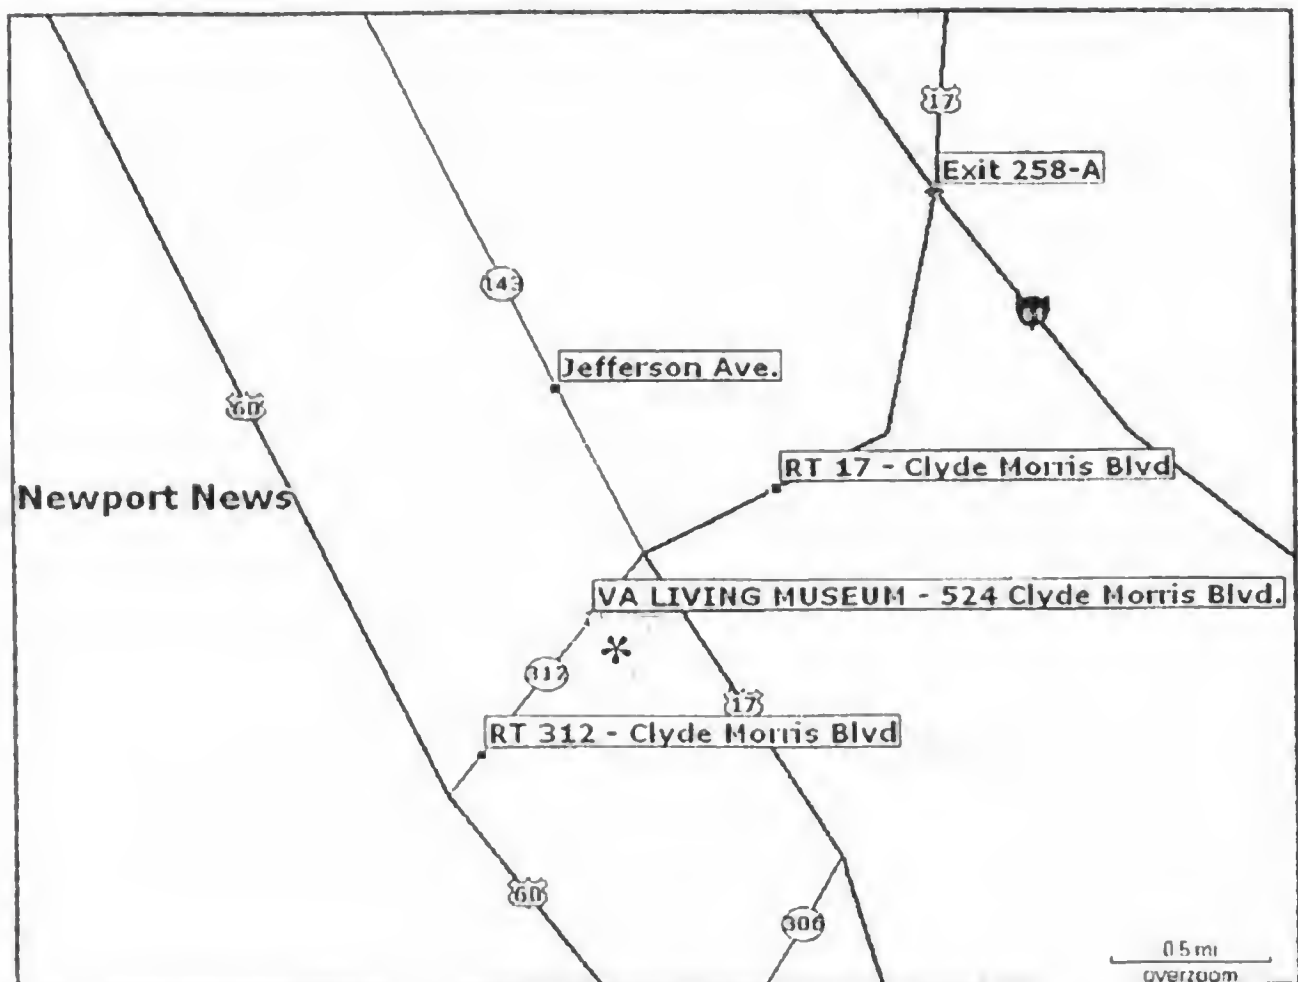 17
Exit 258-A
143
64
Jefferson Ave.
60
RT 17 - Clyde Morris Blvd
Newport News
VA LIVING MUSEUM - 524 Clyde Morris Blvd.
*
312
17
RT 312 - Clyde Morris Blvd
60
306
0.5 mi
overzoom